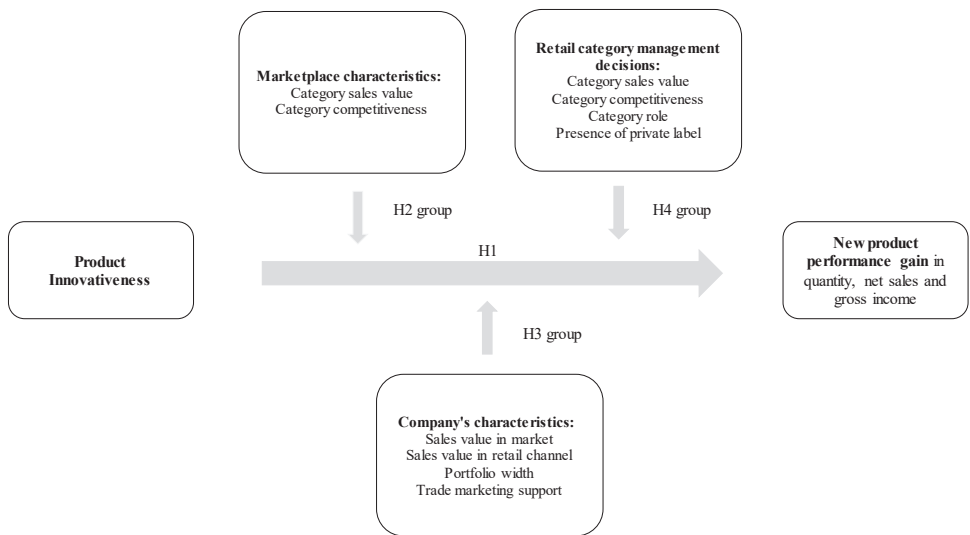 Marketplace characteristics:
Category sales value
Category competitiveness
Retail category management
decisions:
Category sales value
Category competitiveness
Category role
Presence of private label
H2 group
H4 group
Product
Innovativeness
H1
New product
performance gain in
quantity, net sales and
gross income
H3 group
Company's characteristics:
Sales value in market
Sales value in retail channel
Portfolio width
Trade marketing support